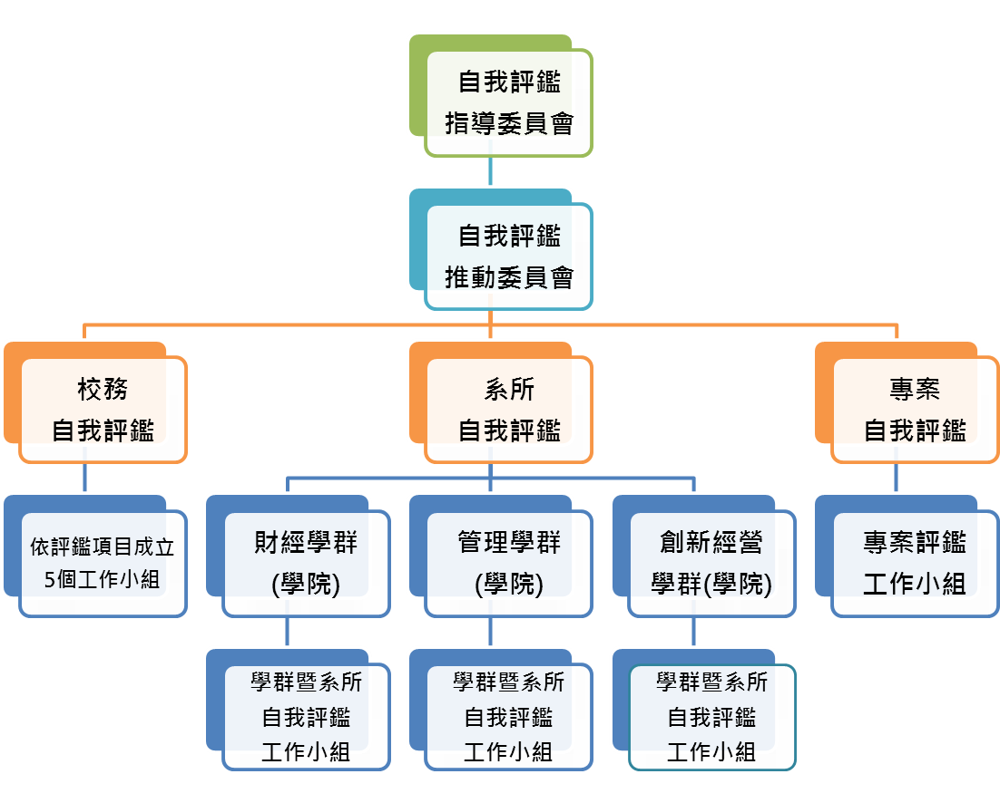 自我評鑑
指導委員會
自我評鑑
推動委員會
校務
自我評鑑
系所
自我評鑑
專案
自我評鑑
依評鑑項目成立
5個工作小組
財經學群
(學院)
管理學群
(學院)
創新經營
學群(學院)
專案評鑑
工作小組
學群暨系所
自我評鑑
工作小組
學群暨系所
自我評鑑
工作小組
學群暨系所
自我評鑑
工作小組